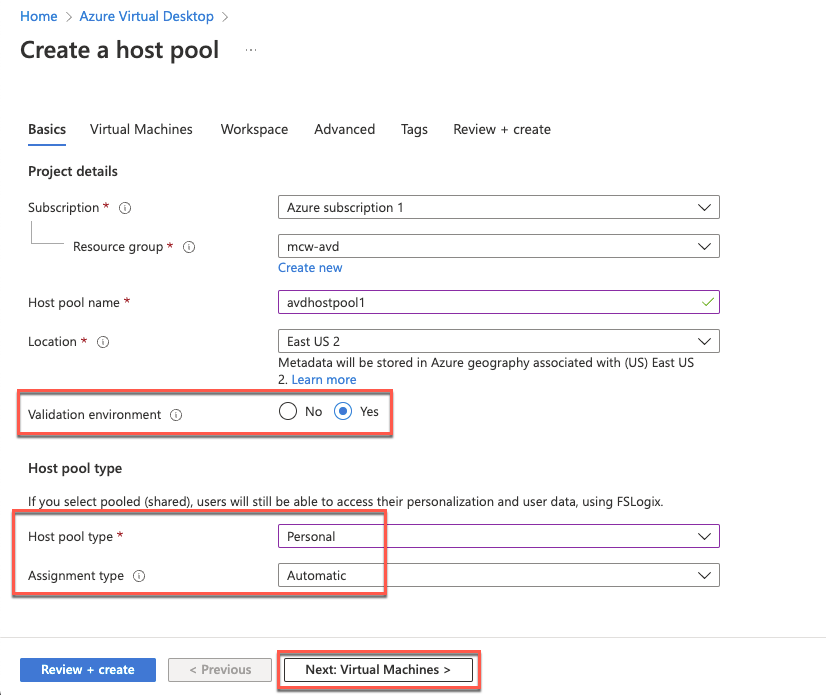 Home > Azure Virtual Desktop >
Create a host pool ...
Basics Virtual Machines Workspace Advanced Tags Review + create
Project details
Subscription * Azure subscription 1
Resource group * mcw-avd
Create new
Host pool name * avdhostpool1
Location * East US 2
Metadata will be stored in Azure geography associated with (US) East US
2. Learn more
Validation environment No Yes
Host pool type
If you select pooled (shared), users will still be able to access their personalization and user data, using FSLogix.
Host pool type * Personal
Assignment type Automatic
Review + create < Previous Next: Virtual Machines >